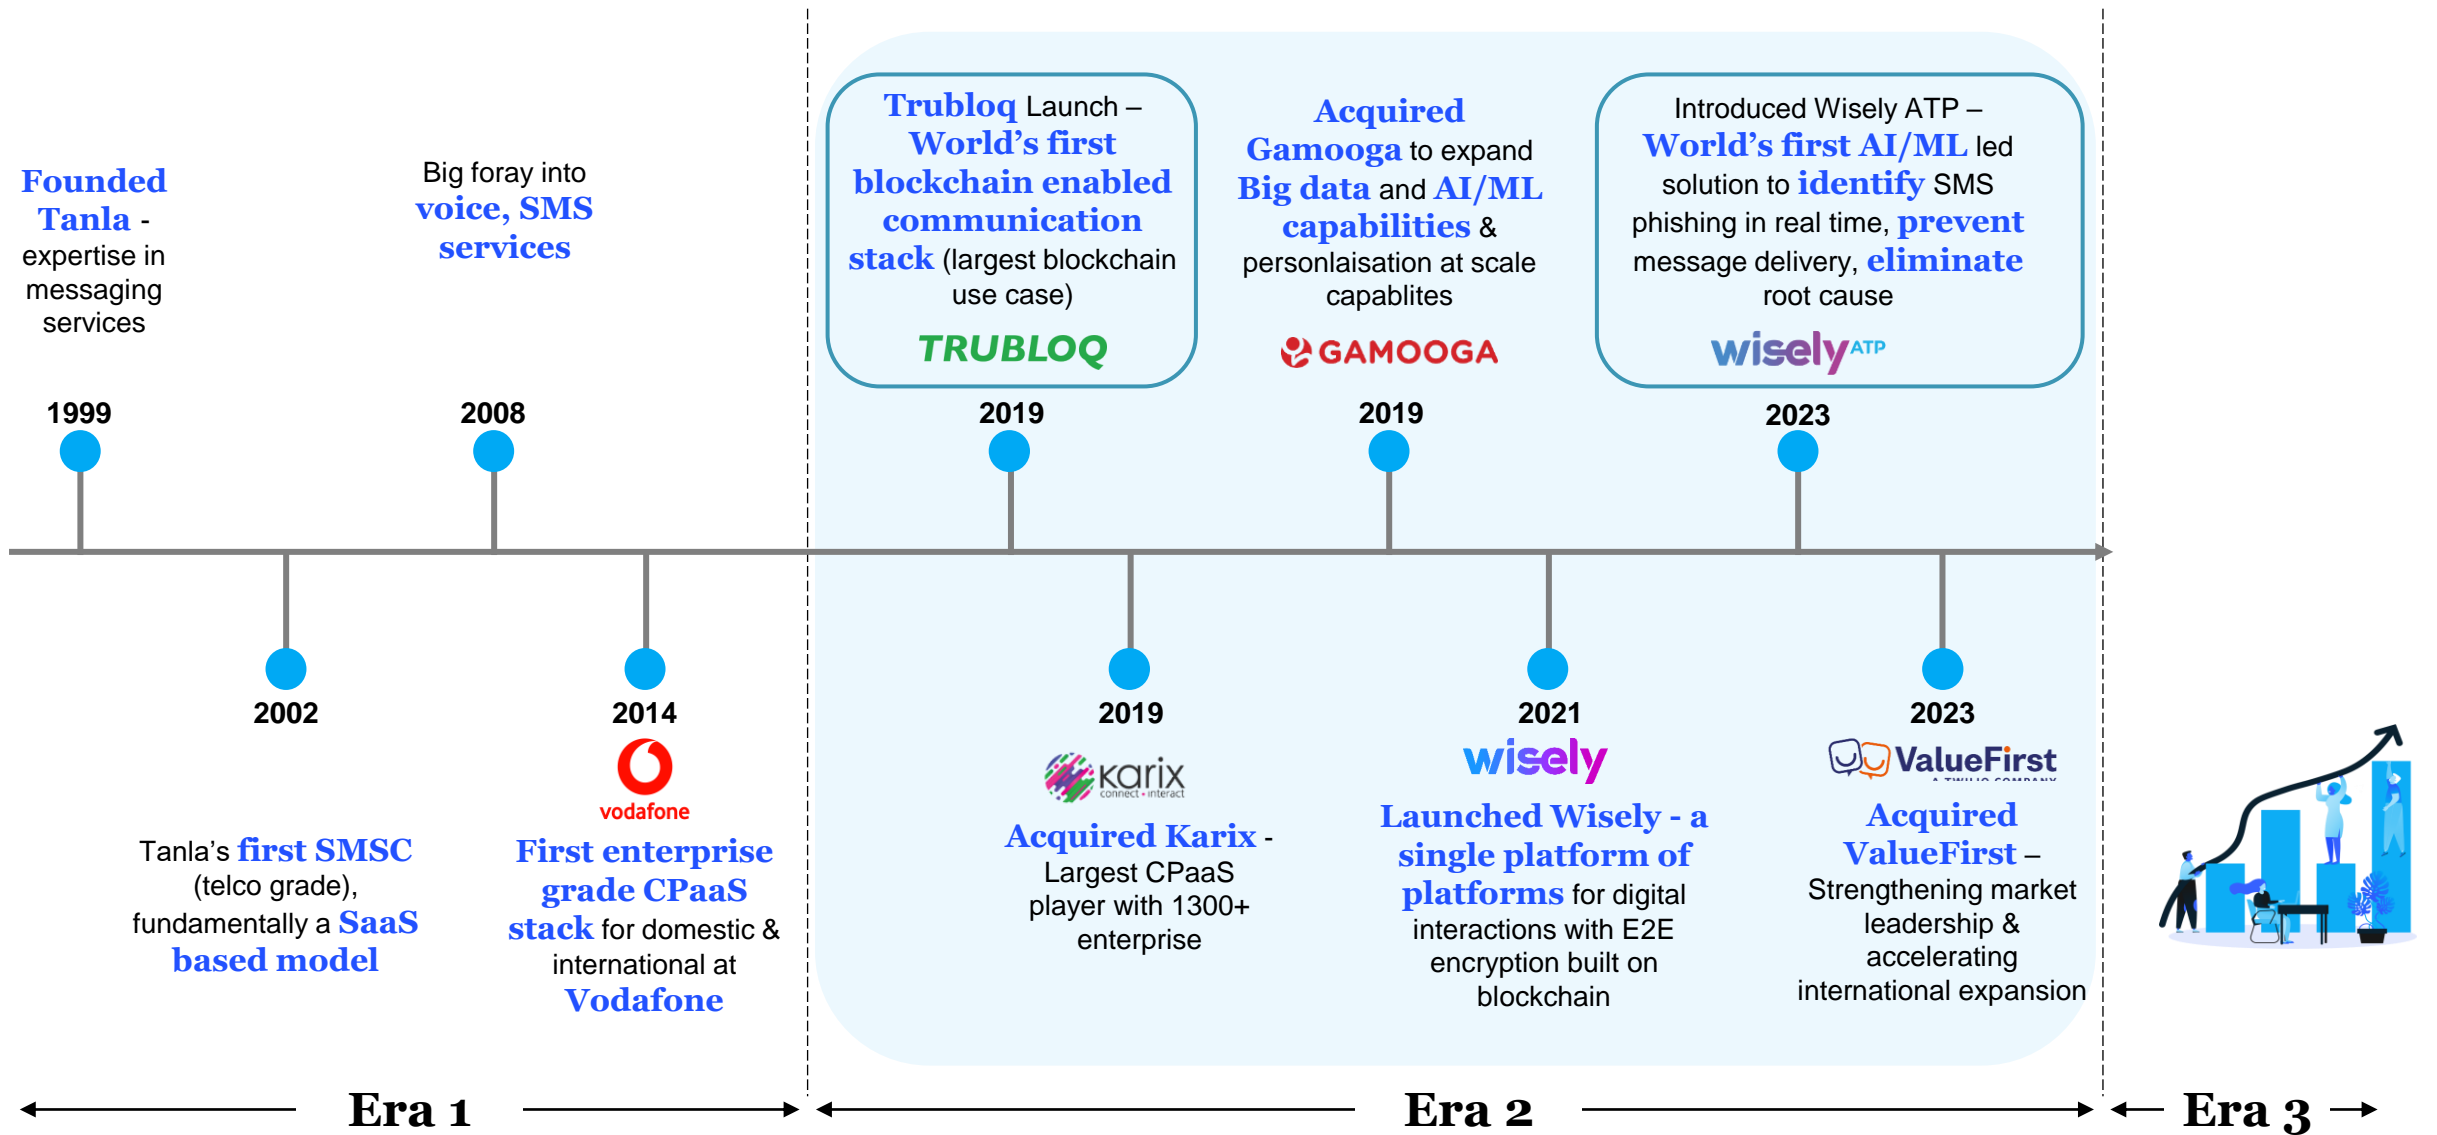 Founded
Tanla -
expertise in
messaging
services
1999
Big foray into
voice, SMS
services
2008
Trubloq Launch –
World’s first
blockchain enabled
communication
stack (largest blockchain
use case)
TRUBLOQ
2019
Acquired
Gamooga to expand
Big data and AI/ML
capabilities &
personlaisation at scale
capablites
GAMOOGA
2019
Introduced Wisely ATP –
World’s first AI/ML led
solution to identify SMS
phishing in real time, prevent
message delivery, eliminate
root cause
wisely ATP
2023
2002
Tanla’s first SMSC
(telco grade),
fundamentally a SaaS
based model
2014
vodafone
First enterprise
grade CPaaS
stack for domestic &
international at
Vodafone
2019
karix
connect • interact
Acquired Karix -
Largest CPaaS
player with 1300+
enterprise
2021
wisely
Launched Wisely - a
single platform of
platforms for digital
interactions with E2E
encryption built on
blockchain
2023
ValueFirst
A TWILIO COMPANY
Acquired
ValueFirst –
Strengthening market
leadership &
accelerating
international expansion
Era 1
Era 2
Era 3